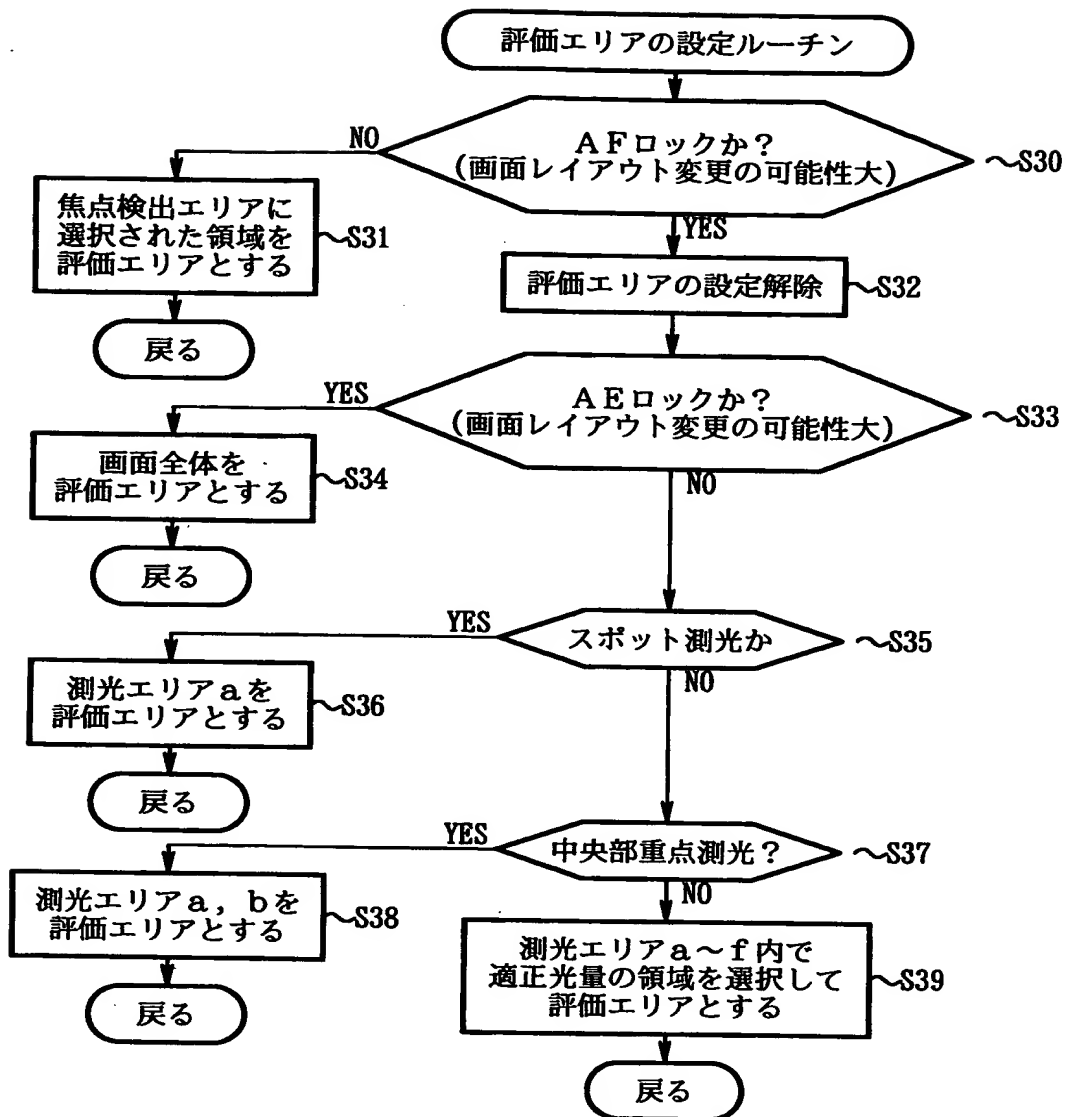 評価エリアの設定ルーチン
AFロックか?
(画面レイアウト変更の可能性大)
S30
NO
YES
焦点検出エリアに
選択された領域を
評価エリアとする
S31
戻る
評価エリアの設定解除
S32
AEロックか?
(画面レイアウト変更の可能性大)
S33
YES
NO
画面全体を
評価エリアとする
S34
戻る
スポット測光か
S35
YES
NO
測光エリアaを
評価エリアとする
S36
戻る
中央部重点測光?
S37
YES
NO
測光エリアa, bを
評価エリアとする
S38
戻る
測光エリアa~f内で
適正光量の領域を選択して
評価エリアとする
S39
戻る